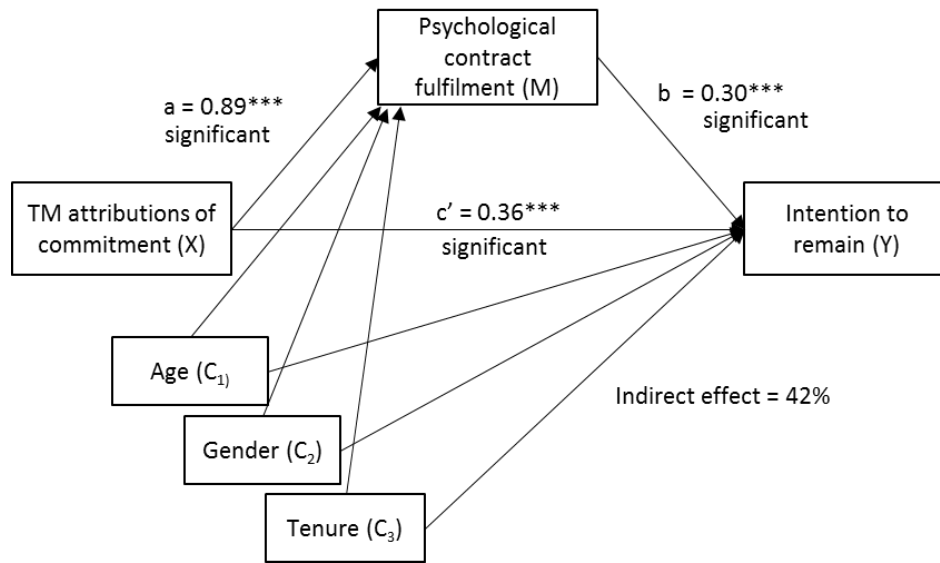 Psychological
contract
fulfilment (M)
a = 0.89***
significant
b = 0.30***
significant
TM attributions of
commitment (X)
c’ = 0.36***
significant
Intention to
remain (Y)
Age (C1)
Indirect effect = 42%
Gender (C2)
Tenure (C3)